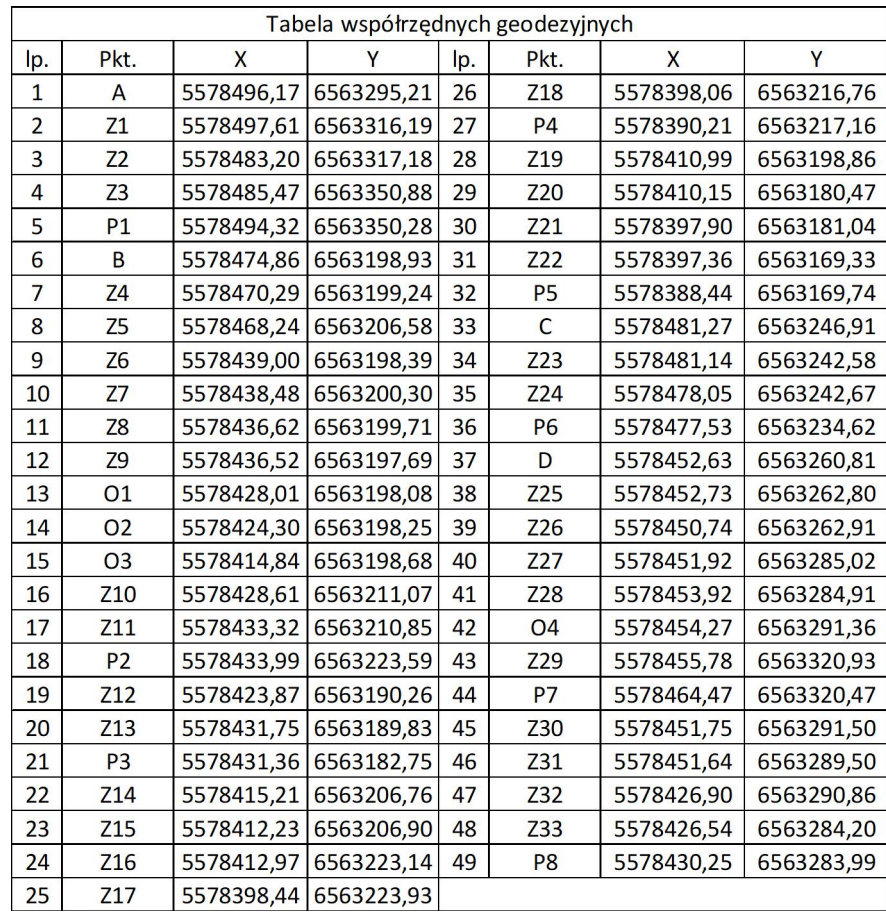 Tabela współrzędnych geodezyjnych
lp. Pkt. X Y lp. Pkt. X Y
1 A 5578496,17 6563295,21 26 Z18 5578398,06 6563216,76
2 Z1 5578497,61 6563316,19 27 P4 5578390,21 6563217,16
3 Z2 5578483,20 6563317,18 28 Z19 5578410,99 6563198,86
4 Z3 5578485,47 6563350,88 29 Z20 5578410,15 6563180,47
5 P1 5578494,32 6563350,28 30 Z21 5578397,90 6563181,04
6 B 5578474,86 6563198,93 31 Z22 5578397,36 6563169,33
7 Z4 5578470,29 6563199,24 32 P5 5578388,44 6563169,74
8 Z5 5578468,24 6563206,58 33 C 5578481,27 6563246,91
9 Z6 5578439,00 6563198,39 34 Z23 5578481,14 6563242,58
10 Z7 5578438,48 6563200,30 35 Z24 5578478,05 6563242,67
11 Z8 5578436,62 6563199,71 36 P6 5578477,53 6563234,62
12 Z9 5578436,52 6563197,69 37 D 5578452,63 6563260,81
13 O1 5578428,01 6563198,08 38 Z25 5578452,73 6563262,80
14 O2 5578424,30 6563198,25 39 Z26 5578450,74 6563262,91
15 O3 5578414,84 6563198,68 40 Z27 5578451,92 6563285,02
16 Z10 5578428,61 6563211,07 41 Z28 5578453,92 6563284,91
17 Z11 5578433,32 6563210,85 42 O4 5578454,27 6563291,36
18 P2 5578433,99 6563223,59 43 Z29 5578455,78 6563320,93
19 Z12 5578423,87 6563190,26 44 P7 5578464,47 6563320,47
20 Z13 5578431,75 6563189,83 45 Z30 5578451,75 6563291,50
21 P3 5578431,36 6563182,75 46 Z31 5578451,64 6563289,50
22 Z14 5578415,21 6563206,76 47 Z32 5578426,90 6563290,86
23 Z15 5578412,23 6563206,90 48 Z33 5578426,54 6563284,20
24 Z16 5578412,97 6563223,14 49 P8 5578430,25 6563283,99
25 Z17 5578398,44 6563223,93